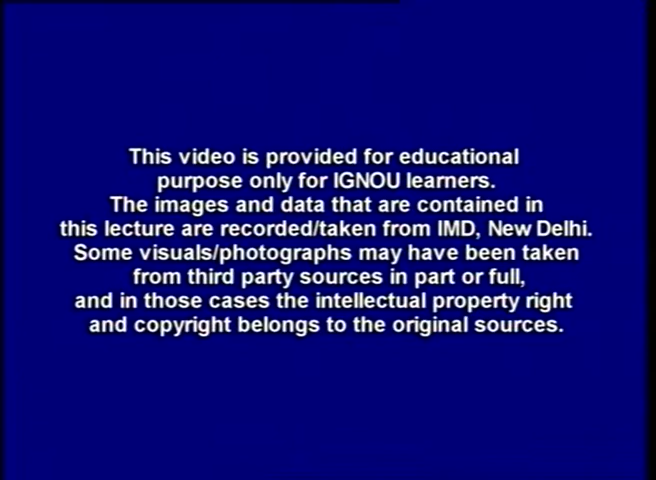 This video is provided for educational
purpose only for IGNOU learners.
The images and data that are contained in
this lecture are recorded/taken from IMD, New Delhi.
Some visuals/photographs may have been taken
from third party sources in part or full,
and in those cases the intellectual property right
and copyright belongs to the original sources.